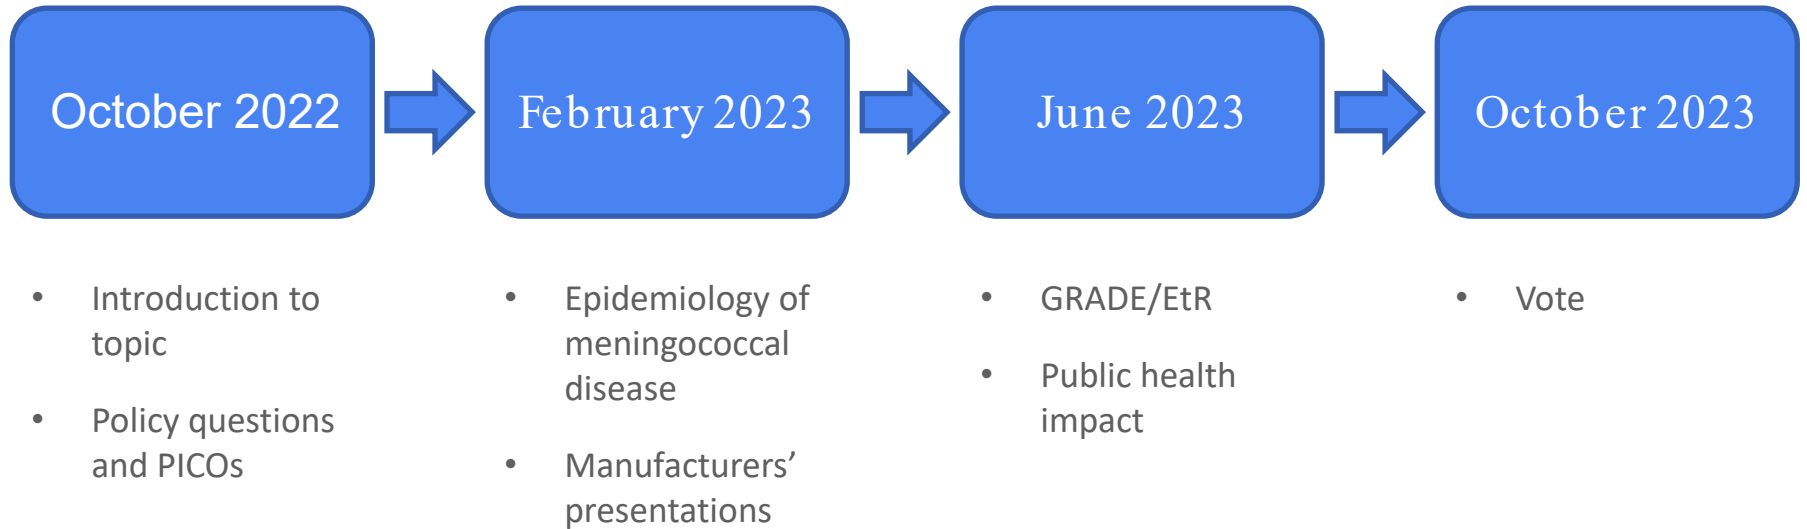 October 2022
February 2023
June 2023
October 2023
• Introduction to
topic
• Policy questions
and PICOs
• Epidemiology of
meningococcal
disease
• Manufacturers’
presentations
• GRADE/EtR
• Public health
impact
• Vote